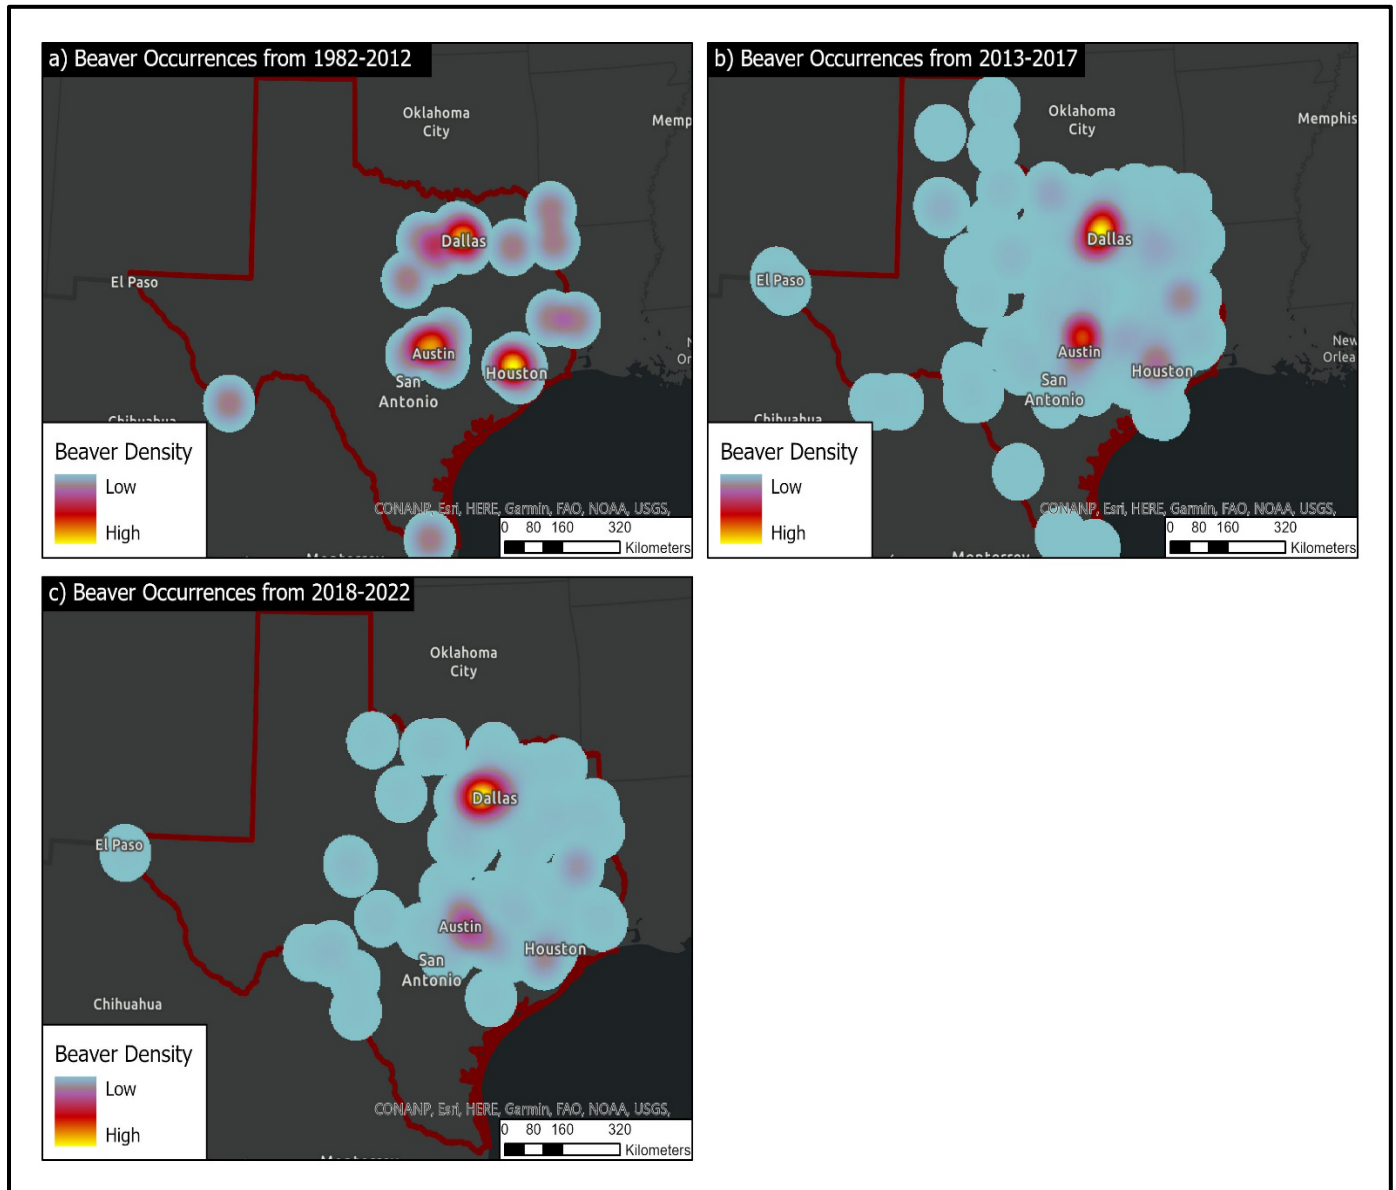 a) Beaver Occurrences from 1982-2012
Oklahoma
City
Memp
Dallas
El Paso
Austin
San
Antonio
Houston
Chihuahua
Beaver Density
Low
High
CONANP, Esri, HERE, Garmin, FAO, NOAA, USGS,
0 80 160 320
Kilometers
Monterrey
b) Beaver Occurrences from 2013-2017
Oklahoma
City
Memphis
Dallas
El Paso
Austin
San
Antonio
Houston
New
Orlea
Chihuahua
Beaver Density
Low
High
CONANP, Esri, HERE, Garmin, FAO, NOAA, USGS,
0 80 160 320
Kilometers
Monterrey
c) Beaver Occurrences from 2018-2022
Oklahoma
City
Dallas
El Paso
Austin
San
Antonio
Houston
Chihuahua
Beaver Density
Low
High
CONANP, Esri, HERE, Garmin, FAO, NOAA, USGS,
0 80 160 320
Kilometers
Monterrey